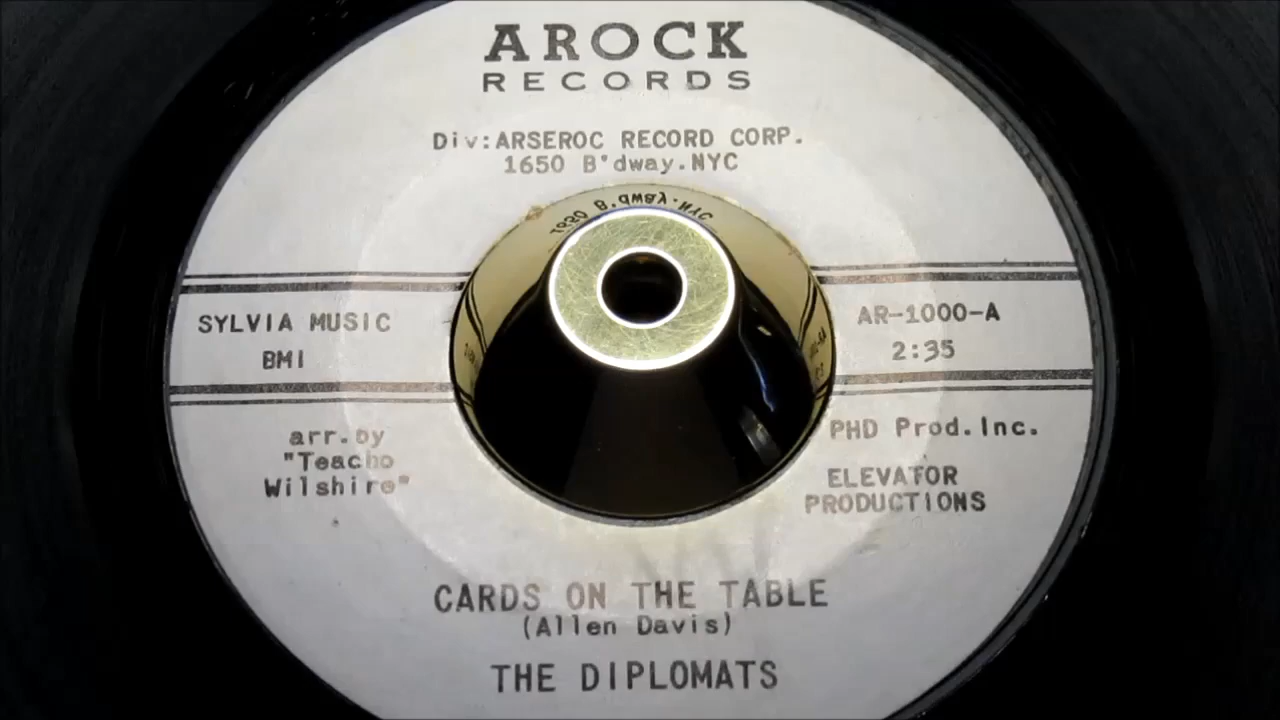 AROCK
RECORDS
Div:ARSEROC RECORD CORP.
1650 B'dway.NYC
SYLVIA MUSIC
BMI
AR-1000-A
2:35
arr.by
"Teacho
Wilshire"
PHD Prod.Inc.
ELEVATOR
PRODUCTIONS
CARDS ON THE TABLE
(Allen Davis)
THE DIPLOMATS